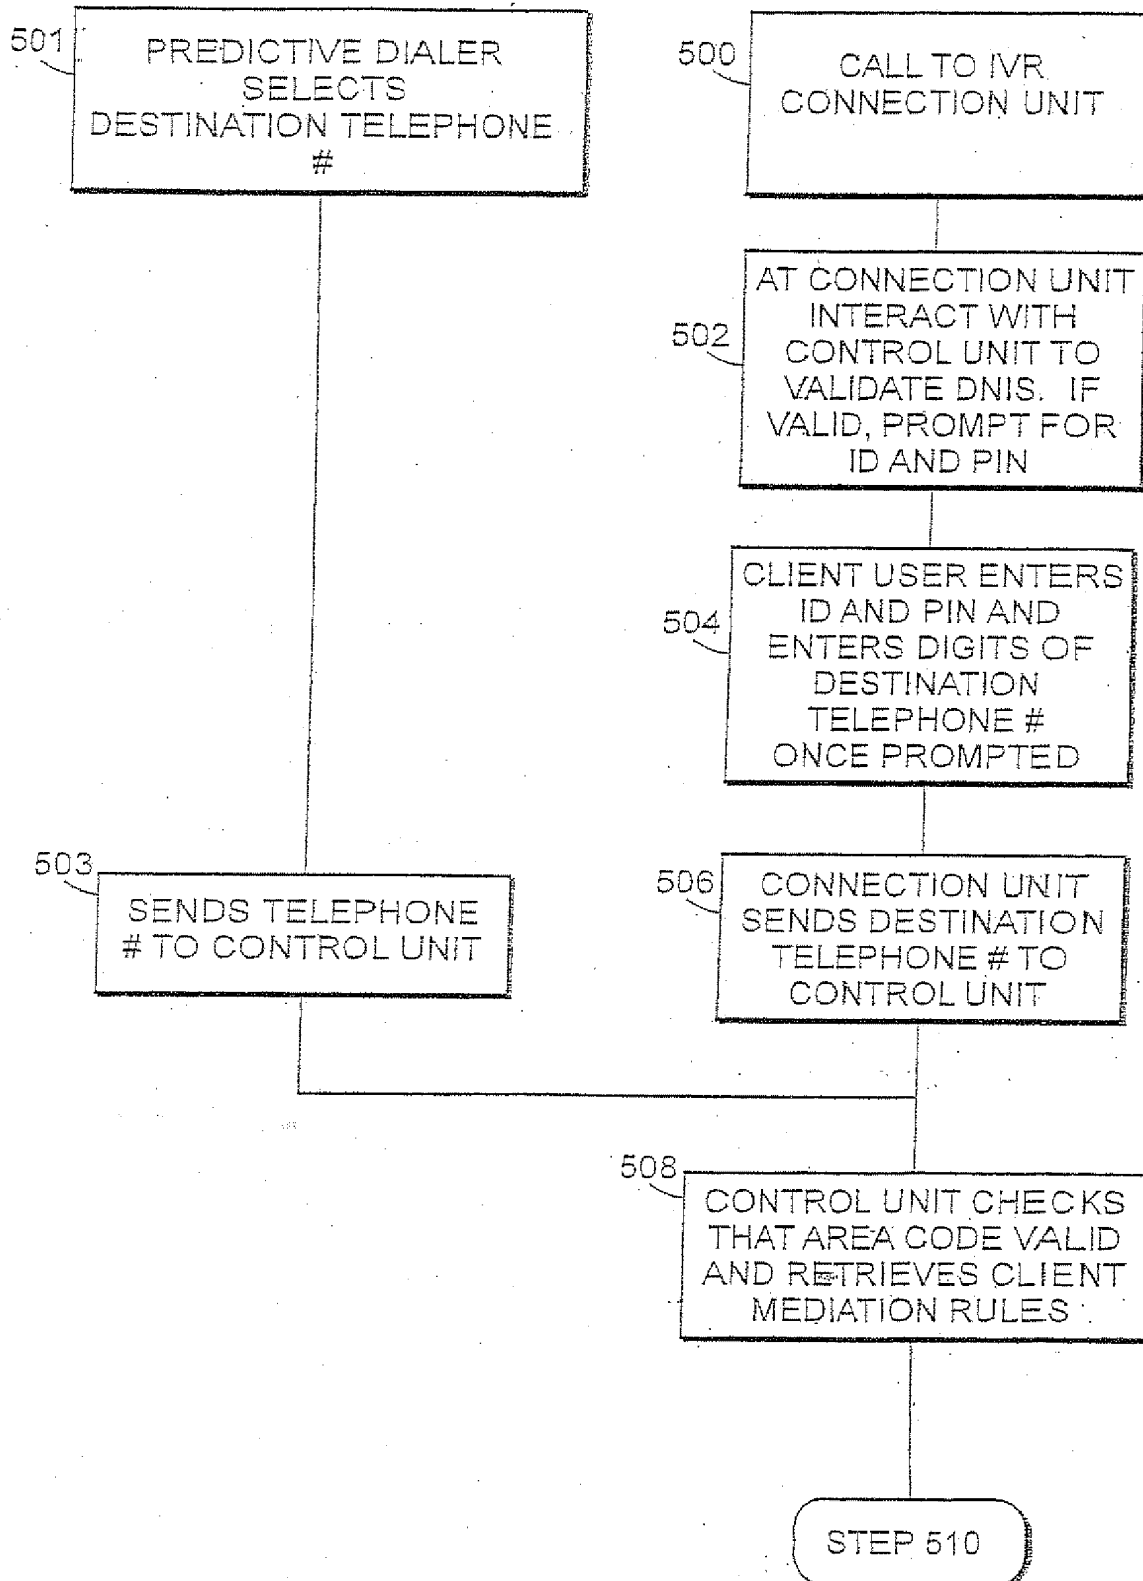 501
PREDICTIVE DIALER
SELECTS
DESTINATION TELEPHONE
#
500
CALL TO IVR
CONNECTION UNIT
502
AT CONNECTION UNIT
INTERACT WITH
CONTROL UNIT TO
VALIDATE DNIS. IF
VALID, PROMPT FOR
ID AND PIN
504
CLIENT USER ENTERS
ID AND PIN AND
ENTERS DIGITS OF
DESTINATION
TELEPHONE #
ONCE PROMPTED
503
SENDS TELEPHONE
# TO CONTROL UNIT
506
CONNECTION UNIT
SENDS DESTINATION
TELEPHONE # TO
CONTROL UNIT
508
CONTROL UNIT CHECKS
THAT AREA CODE VALID
AND RETRIEVES CLIENT
MEDIATION RULES
STEP 510